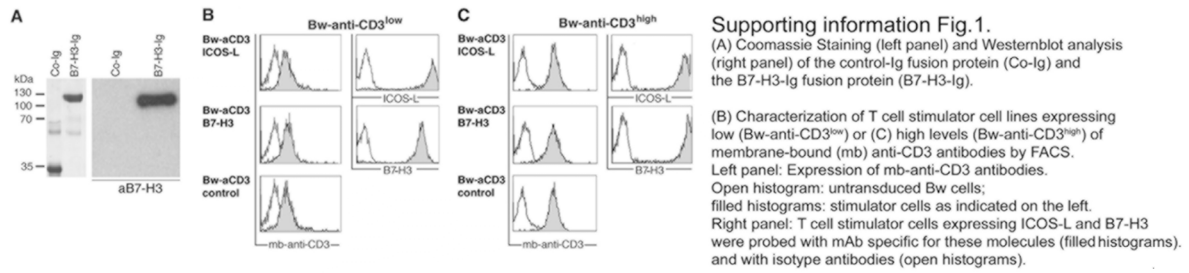 A
Co-Ig
B7-H3-Ig
Co-Ig
B7-H3-Ig
kDa
130
100
70
35
aB7-H3
B
Bw-anti-CD3low
Bw-aCD3
ICOS-L
ICOS-L
Bw-aCD3
B7-H3
B7-H3
Bw-aCD3
control
mb-anti-CD3
C
Bw-anti-CD3high
Bw-aCD3
ICOS-L
ICOS-L
Bw-aCD3
B7-H3
B7-H3
Bw-aCD3
control
mb-anti-CD3
Supporting information Fig.1.
(A) Coomassie Staining (left panel) and Westernblot analysis
(right panel) of the control-Ig fusion protein (Co-Ig) and
the B7-H3-Ig fusion protein (B7-H3-Ig).
(B) Characterization of T cell stimulator cell lines expressing
low (Bw-anti-CD3low) or (C) high levels (Bw-anti-CD3high) of
membrane-bound (mb) anti-CD3 antibodies by FACS.
Left panel: Expression of mb-anti-CD3 antibodies.
Open histogram: untransduced Bw cells;
filled histograms: stimulator cells as indicated on the left.
Right panel: T cell stimulator cells expressing ICOS-L and B7-H3
were probed with mAb specific for these molecules (filled histograms).
and with isotype antibodies (open histograms).